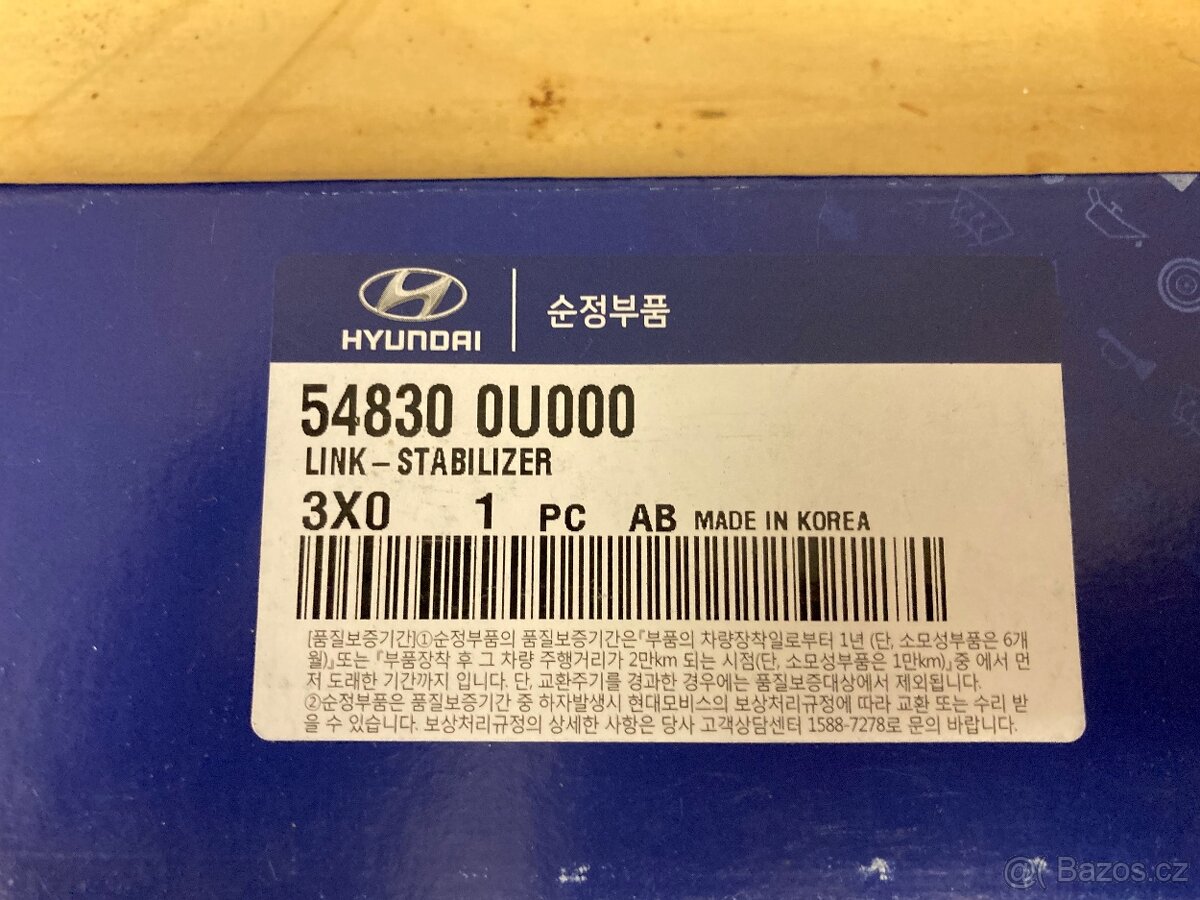 HYUNDAI
순정부품
54830 0U000
LINK - STABILIZER
3X0 1 PC AB MADE IN KOREA
[품질보증기간]①순정부품의 품질보증기간은『부품의 차량장착일로부터 1년 (단, 소모성부품은 6개
월)』또는 『부품장착 후 그 차량 주행거리가 2만km 되는 시점(단, 소모성부품은 1만km)』중 에서 먼
저 도래한 기간까지 입니다. 단, 교환주기를 경과한 경우에는 품질보증대상에서 제외됩니다.
②순정부품은 품질보증기간 중 하자발생시 현대모비스의 보상처리규정에 따라 교환 또는 수리 받
을 수 있습니다. 보상처리규정의 상세한 사항은 당사 고객상담센터 1588-7278로 문의 바랍니다.
Bazos.cz